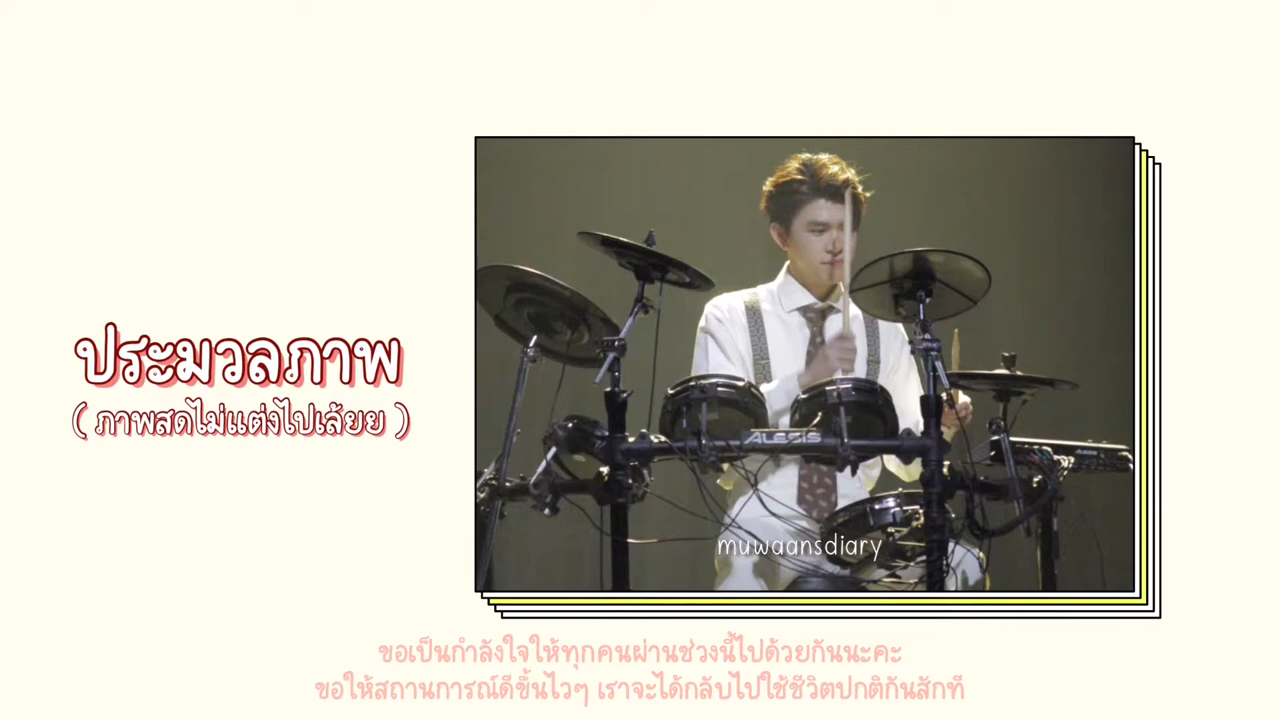 ประมวลภาพ
( ภาพสดไม่แต่งไปเล้ยย )
ALESIS
ALESIS
muwaansdiary
ขอเป็นกำลังใจให้ทุกคนผ่านช่วงนี้ไปด้วยกันนะคะ
ขอให้สถานการณ์ดีขึ้นไวๆ เราจะได้กลับไปใช้ชีวิตปกติกันสักที